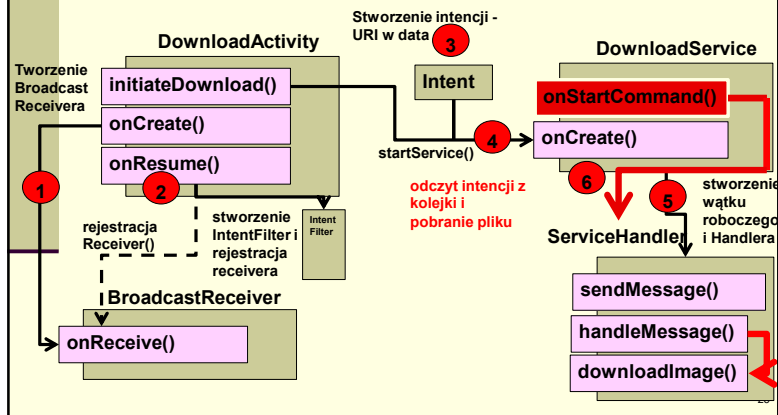 Stworzenie intencji -
URI w data
3
DownloadActivity
DownloadService
Tworzenie
Broadcast
Receivera
initiateDownload()
Intent
onStartCommand()
onCreate()
onCreate()
startService()
4
onResume()
1
2
odczyt intencji z
kolejki i
pobranie pliku
6
5
stworzenie
wątku
roboczego
i Handlera
rejestracja
Receiver()
stworzenie
IntentFilter i
rejestracja
receivera
Intent
Filter
ServiceHandler
BroadcastReceiver
sendMessage()
onReceive()
handleMessage()
downloadImage()